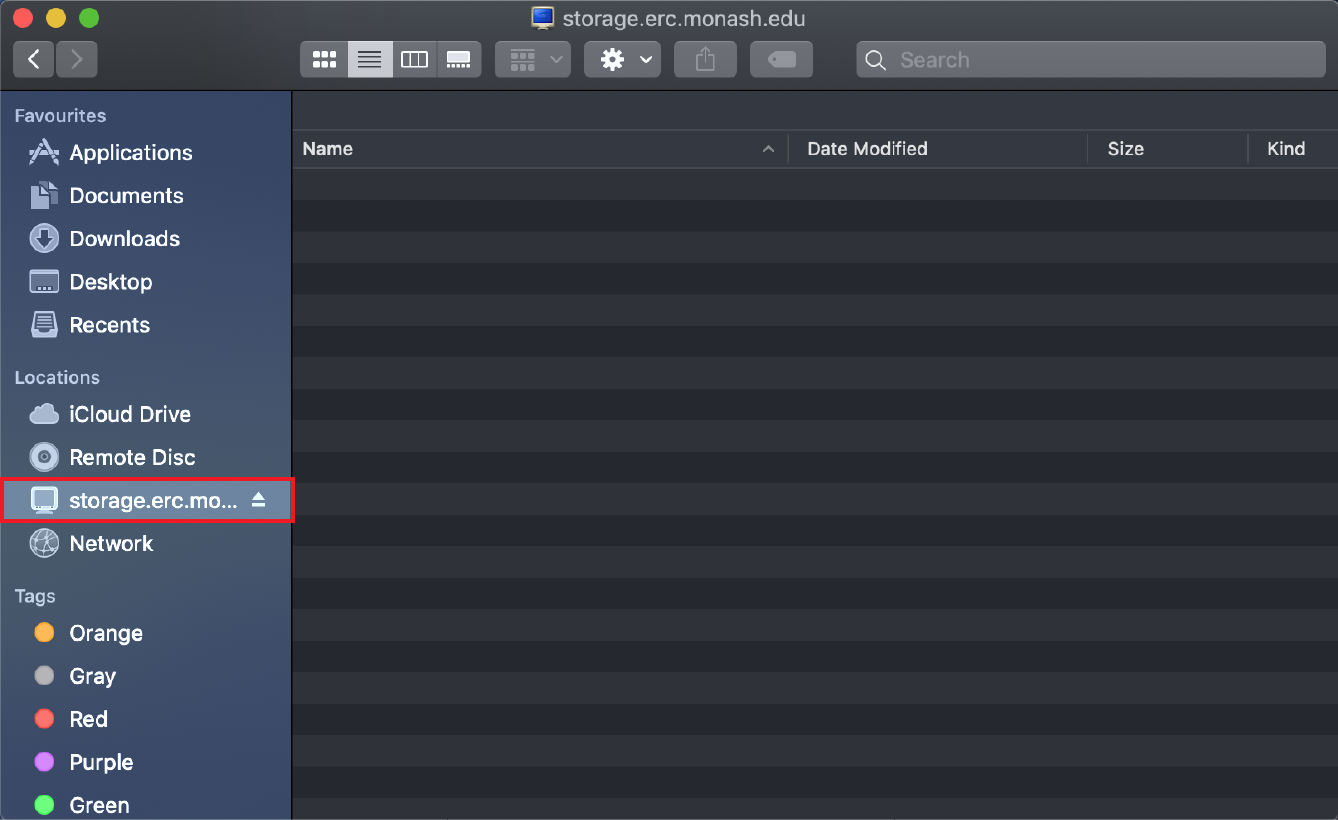 storage.erc.monash.edu
Search
Favourites
Applications
Documents
Downloads
Desktop
Recents
Locations
iCloud Drive
Remote Disc
storage.erc.mo...
Network
Tags
Orange
Gray
Red
Purple
Green
Name Date Modified Size Kind